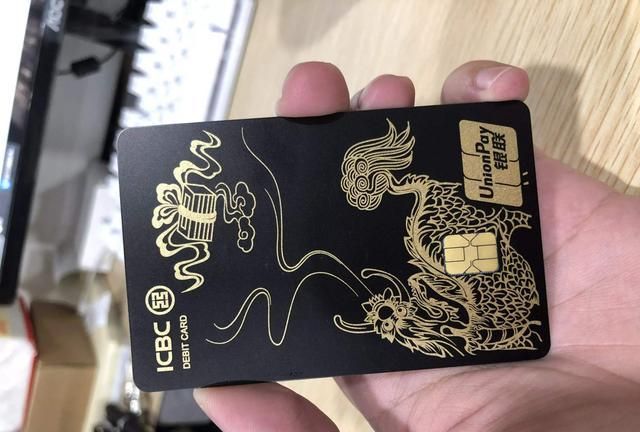 ICBC
DEBIT CARD
UnionPay
银联